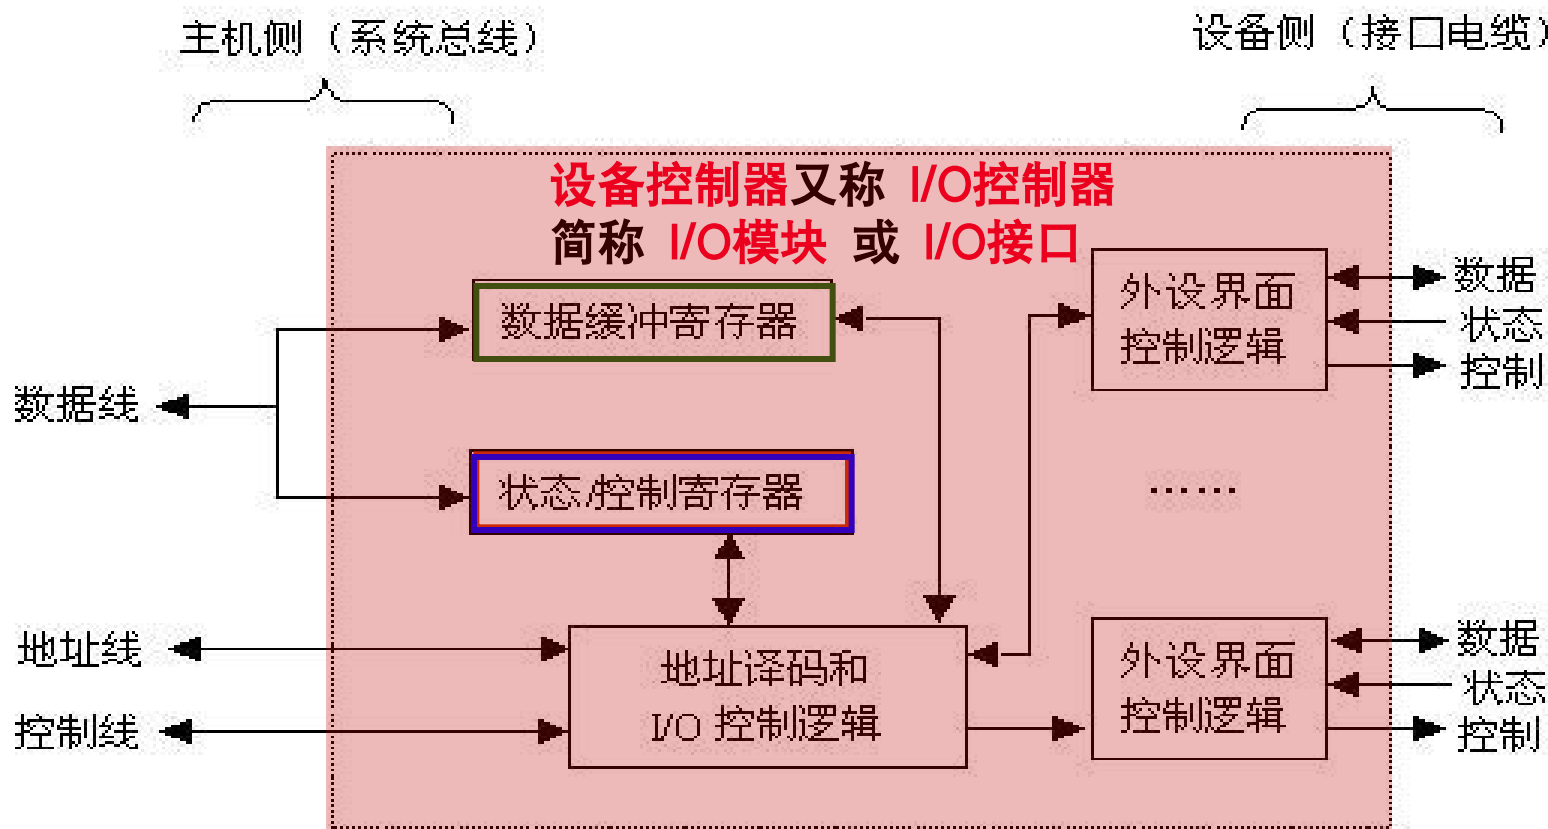 主机侧（系统总线）
设备侧（接口电缆）
设备控制器又称 I/O控制器
简称 I/O模块 或 I/O接口
数据缓冲寄存器
外设界面
控制逻辑
数据
状态
控制
数据线
状态/控制寄存器
……
地址线
控制线
地址译码和
I/O 控制逻辑
外设界面
控制逻辑
数据
状态
控制